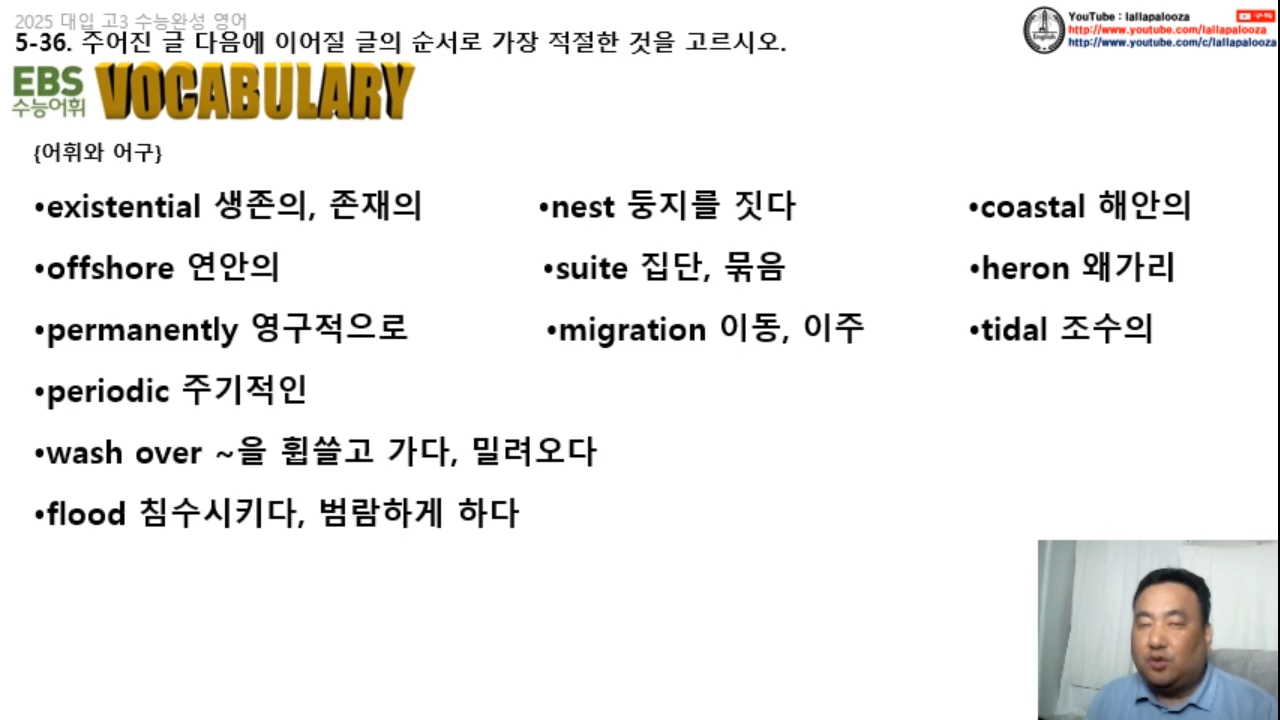 2025 대입 고3 수능완성 영어
5-36. 주어진 글 다음에 이어질 글의 순서로 가장 적절한 것을 고르시오.
YouTube : lallapalooza
http://www.youtube.com/lallapalooza
http://www.youtube.com/c/lallapalooza
English
EBS
수능어휘
VOCABULARY
{어휘와 어구}
•existential 생존의, 존재의 •nest 둥지를 짓다 •coastal 해안의
•offshore 연안의 •suite 집단, 묶음 •heron 왜가리
•permanently 영구적으로 •migration 이동, 이주 •tidal 조수의
•periodic 주기적인
•wash over ~을 휩쓸고 가다, 밀려오다
•flood 침수시키다, 범람하게 하다